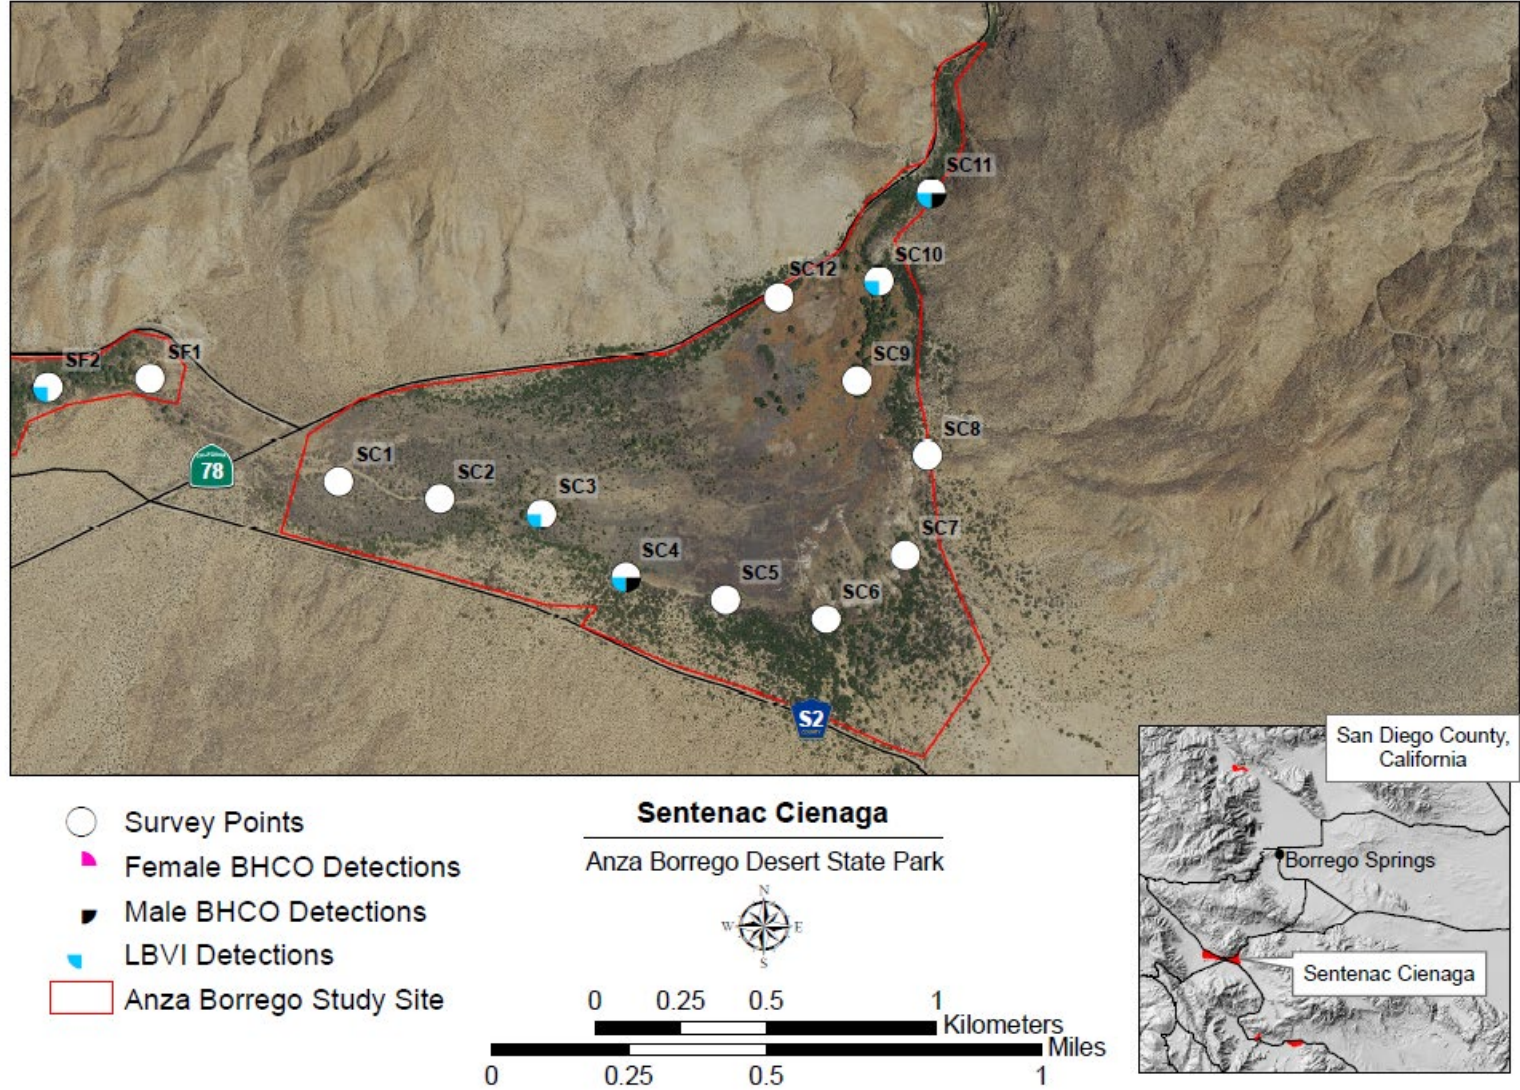 SC11
SC10
SC12
SF2
SF1
SC9
SC8
CALIFORNIA
78
SC1
SC2
SC3
SC7
SC4
SC5
SC6
S2
COUNTY
San Diego County,
California
Survey Points
Female BHCO Detections
Male BHCO Detections
LBVI Detections
Anza Borrego Study Site
Sentenac Cienaga
Anza Borrego Desert State Park
N
W E
S
0 0.25 0.5 1
Kilometers
Miles
0 0.25 0.5 1
Borrego Springs
Sentenac Cienaga